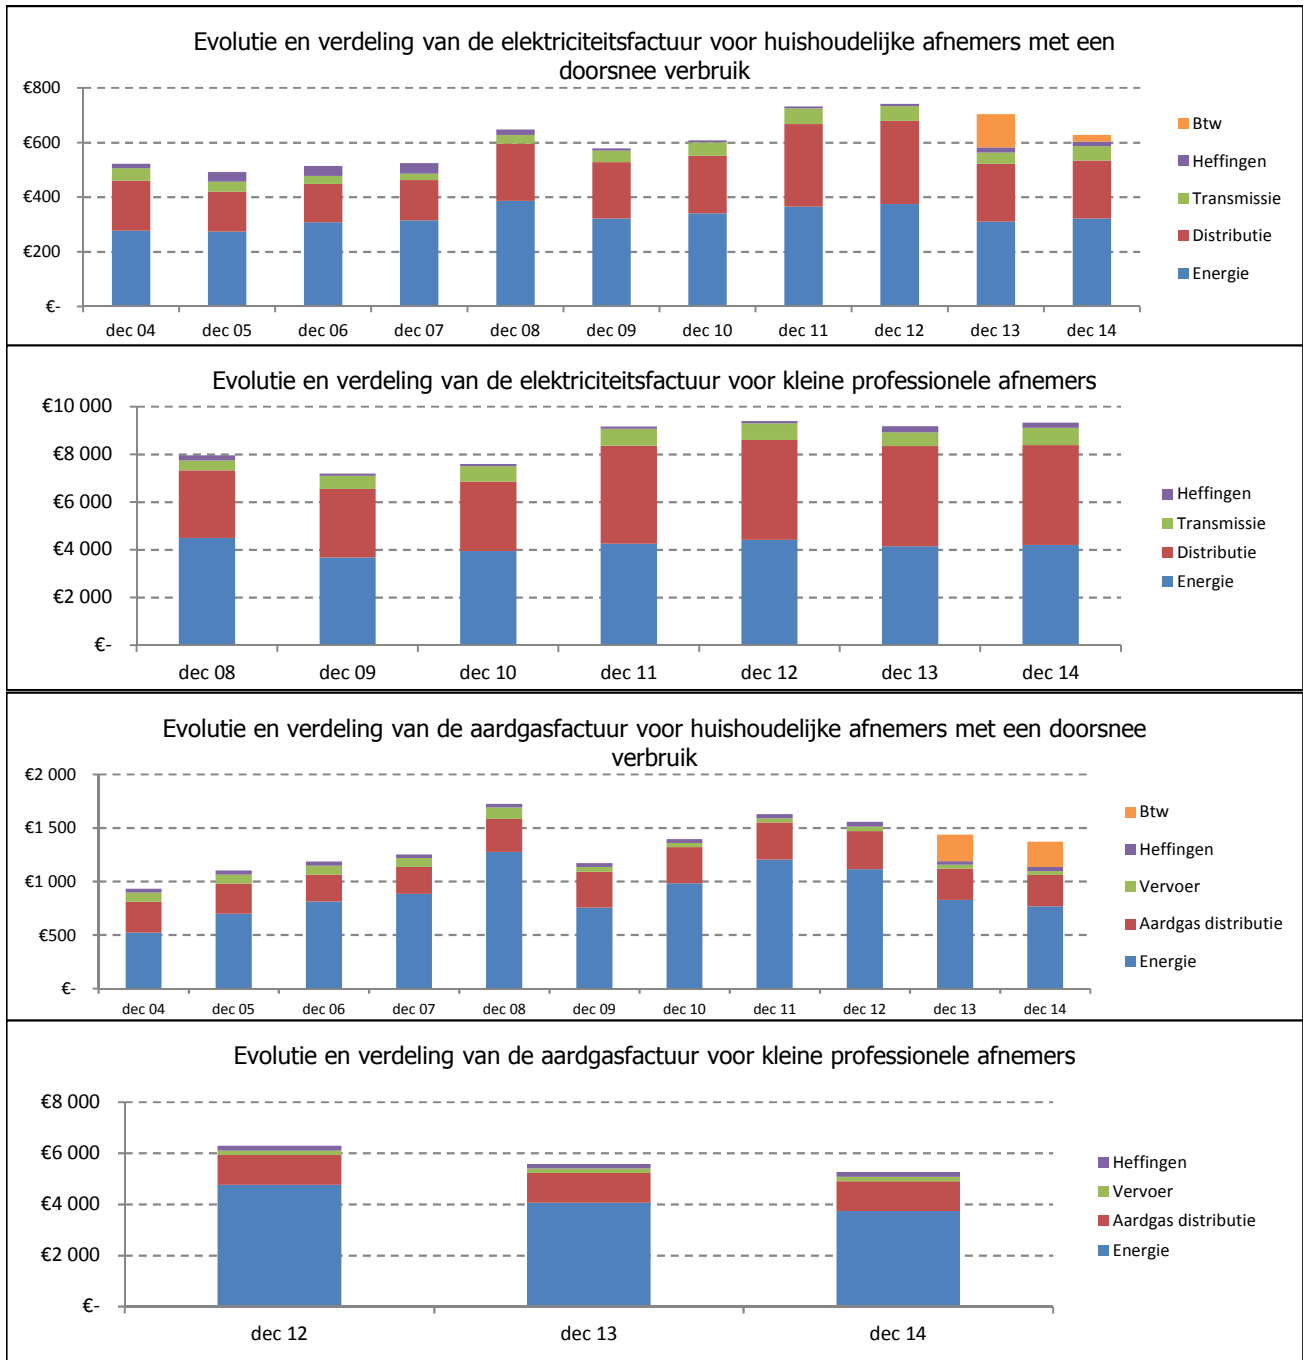 Evolutie en verdeling van de elektriciteitsfactuur voor huishoudelijke afnemers met een
doorsnee verbruik
€800
€600
€400
€200
€-
dec 04 dec 05 dec 06 dec 07 dec 08 dec 09 dec 10 dec 11 dec 12 dec 13 dec 14
Btw
Heffingen
Transmissie
Distributie
Energie
Evolutie en verdeling van de elektriciteitsfactuur voor kleine professionele afnemers
€10 000
€8 000
€6 000
€4 000
€2 000
€-
dec 08 dec 09 dec 10 dec 11 dec 12 dec 13 dec 14
Heffingen
Transmissie
Distributie
Energie
Evolutie en verdeling van de aardgasfactuur voor huishoudelijke afnemers met een doorsnee
verbruik
€2 000
€1 500
€1 000
€500
€-
dec 04 dec 05 dec 06 dec 07 dec 08 dec 09 dec 10 dec 11 dec 12 dec 13 dec 14
Btw
Heffingen
Vervoer
Aardgas distributie
Energie
Evolutie en verdeling van de aardgasfactuur voor kleine professionele afnemers
€8 000
€6 000
€4 000
€2 000
€-
dec 12 dec 13 dec 14
Heffingen
Vervoer
Aardgas distributie
Energie